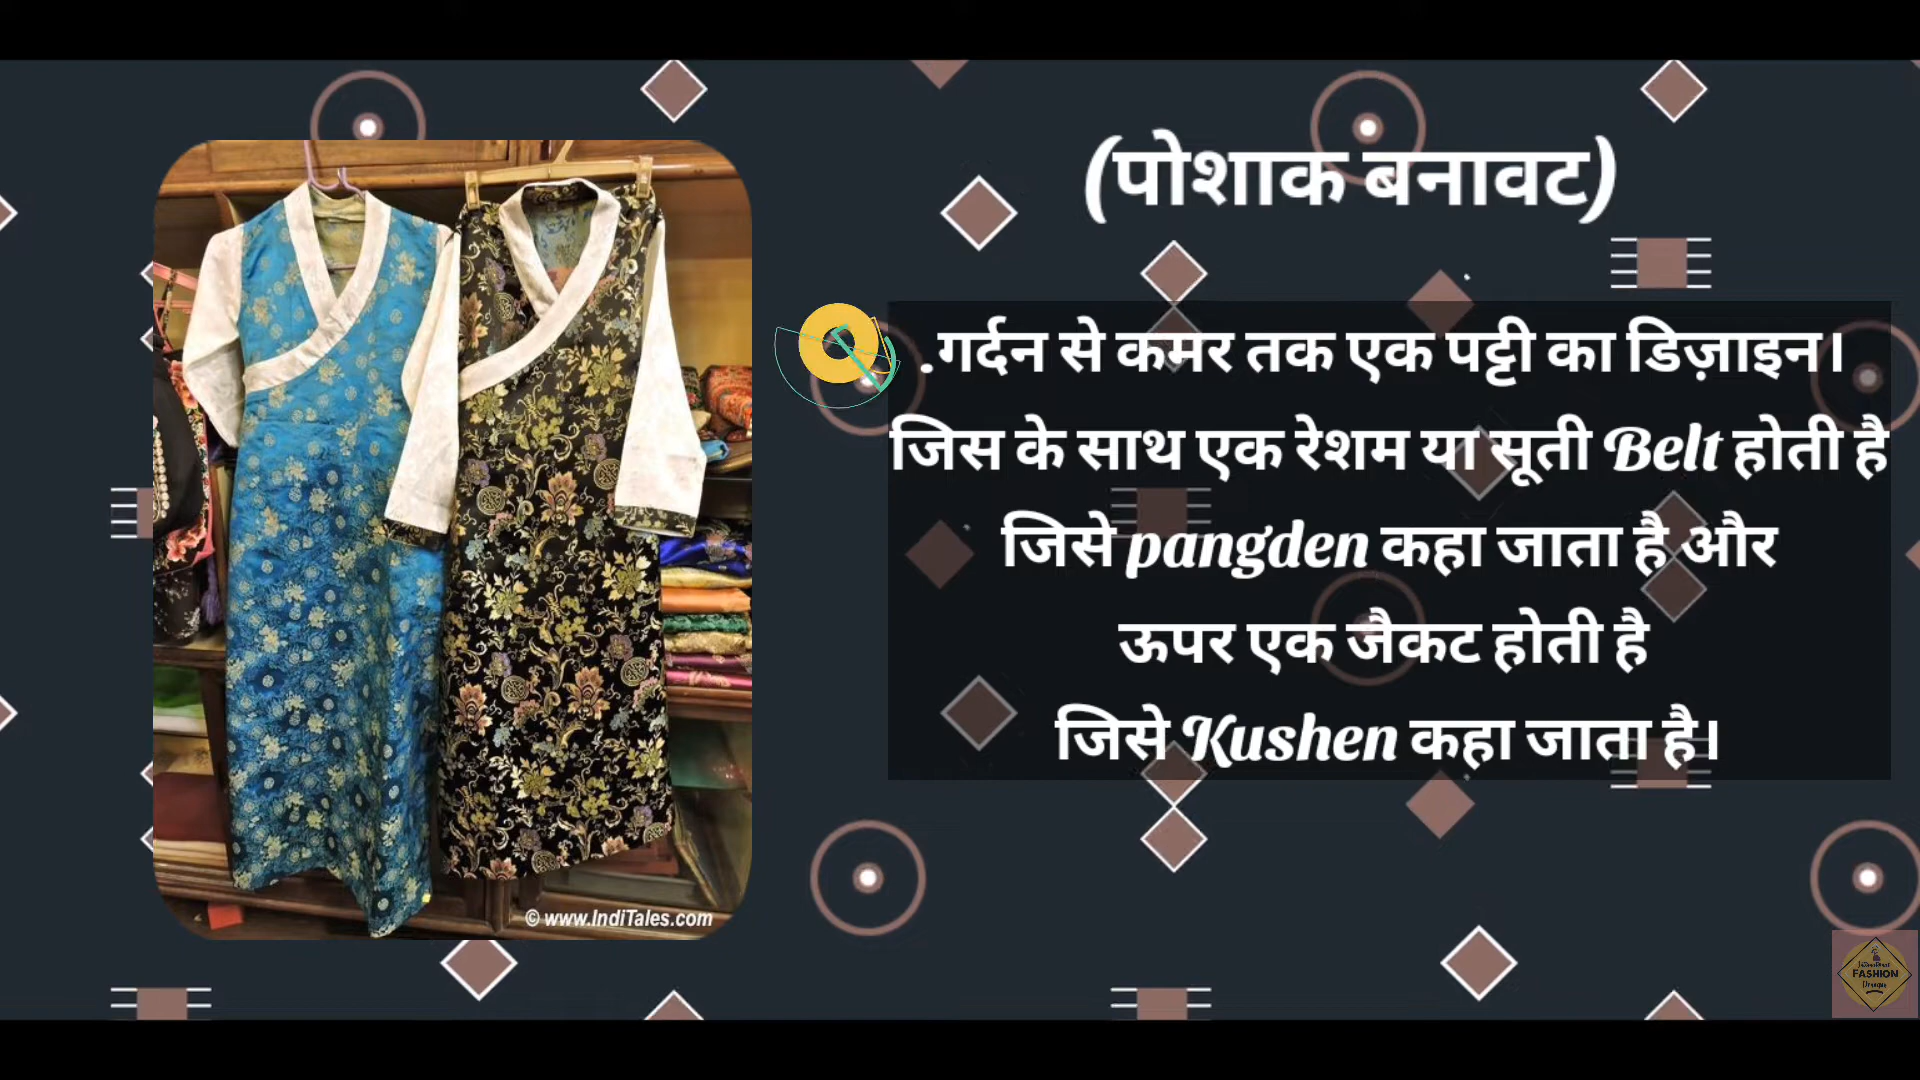 (पोशाक बनावट)
.गर्दन से कमर तक एक पट्टी का डिज़ाइन।
जिस के साथ एक रेशम या सूती Belt होती है
जिसे pangden कहा जाता है और
ऊपर एक जैकट होती है
जिसे Kushen कहा जाता है।
© www.IndiTales.com
FASHION